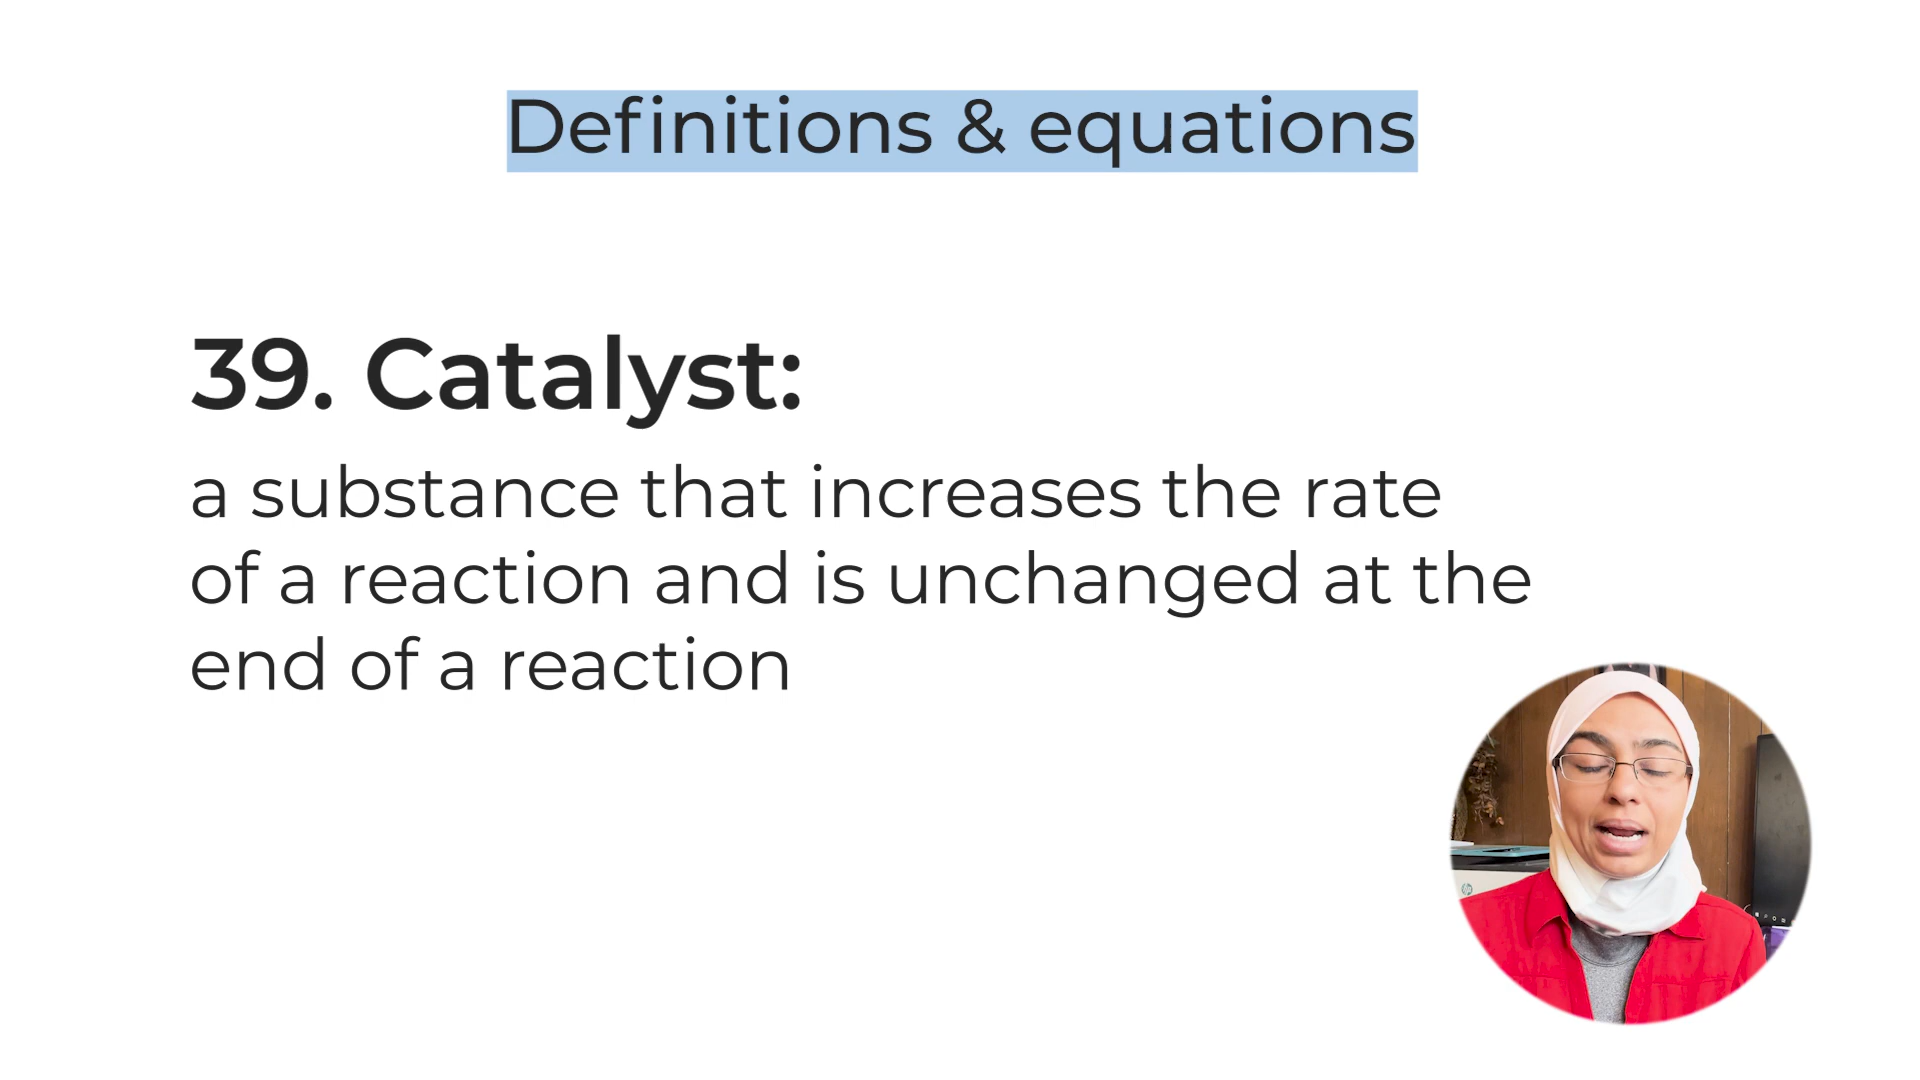 Definitions & equations
39. Catalyst:
a substance that increases the rate
of a reaction and is unchanged at the
end of a reaction
hp